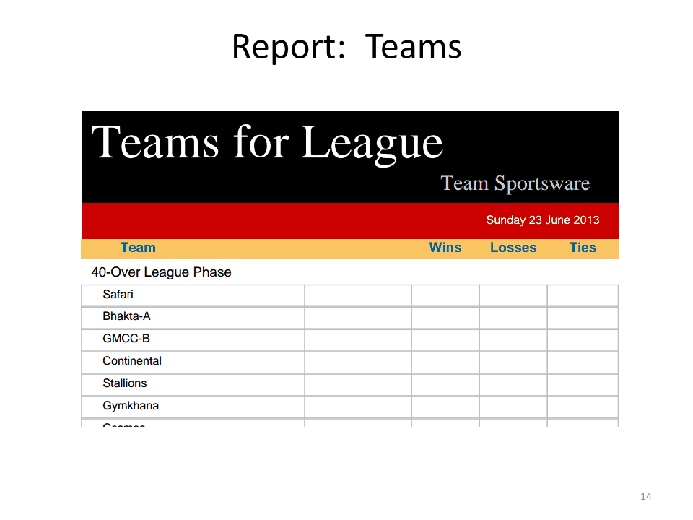 Report: Teams
Teams for League
Team Sportsware
Sunday 23 June 2013
Team Wins Losses Ties
40-Over League Phase
Safari
Bhakta-A
GMCC-B
Continental
Stallions
Gymkhana
14